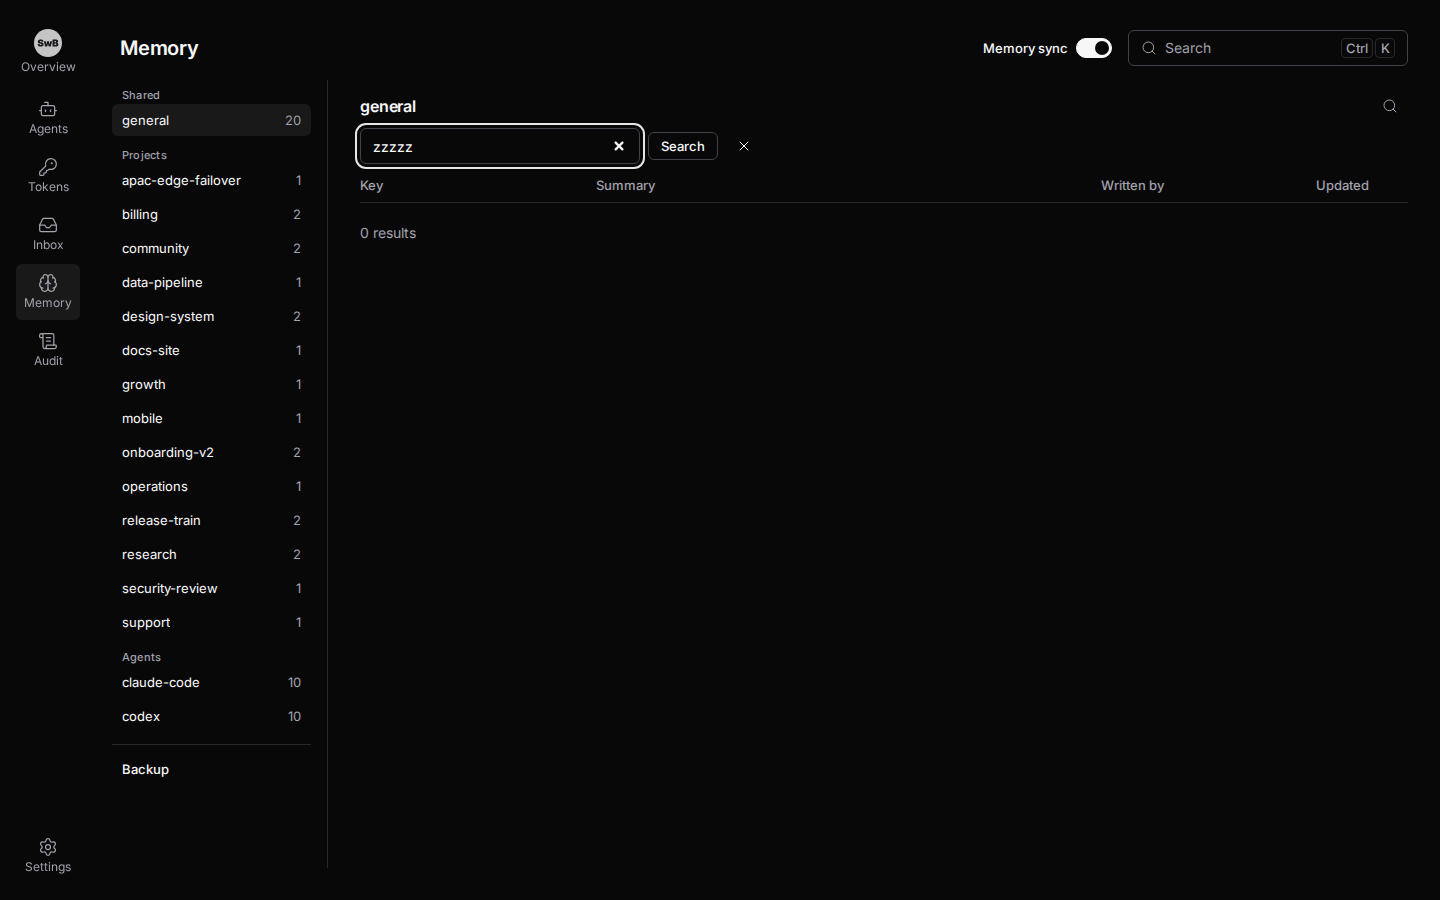 SwB
Overview
Agents
Tokens
Inbox
Memory
Audit
Settings
Memory
Memory sync
Search
Ctrl K
Shared
general 20
Projects
apac-edge-failover 1
billing 2
community 2
data-pipeline 1
design-system 2
docs-site 1
growth 1
mobile 1
onboarding-v2 2
operations 1
release-train 2
research 2
security-review 1
support 1
Agents
claude-code 10
codex 10
Backup
general
zzzzz
Search
Key Summary Written by Updated
0 results